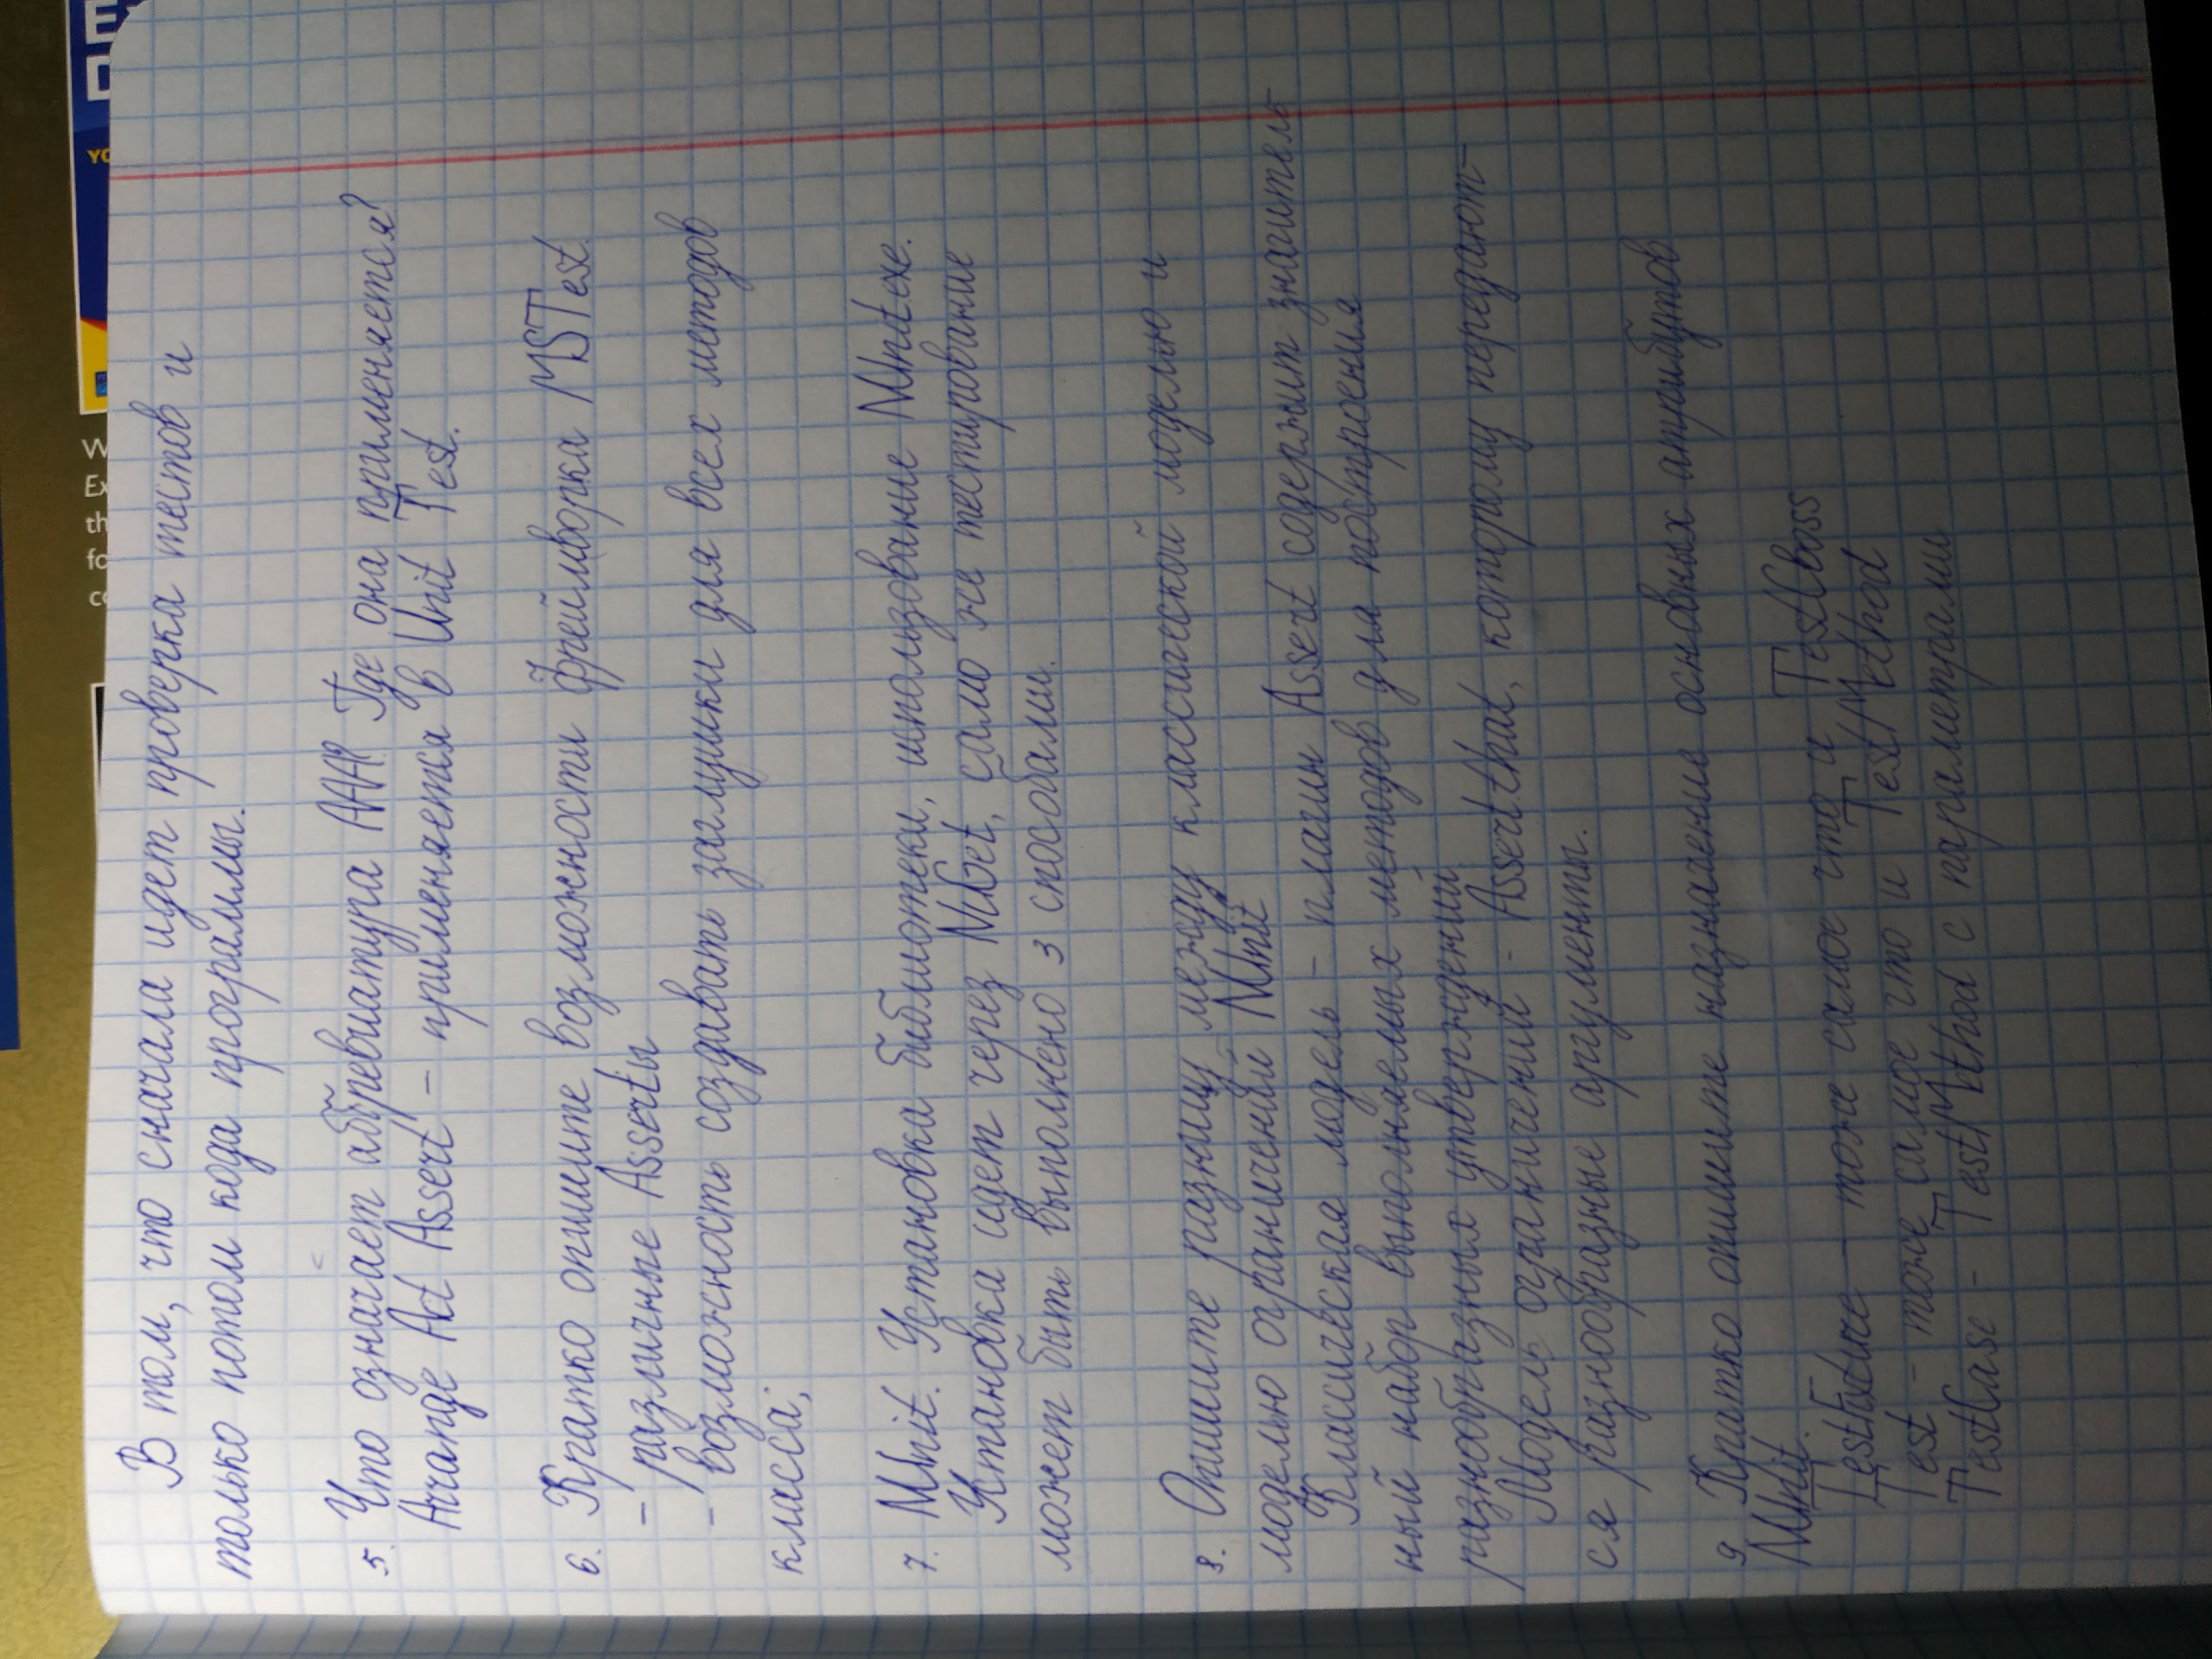 В том, что сначала идет проверка тестов и
только потом кода программы.
5. Что означает аббревиатура AAA? Где она применяется?
Arrange Act Assert – применяется в Unit Test.
6. Кратко опишите возможности фреймворка MSTest.
– различные Assertы
– возможность создавать заглушки для всех методов
класса;
7. NUnit. Установка библиотеки, использование NUnit.exe.
Установка идет через NuGet, само же тестирование
может быть выполнено 3 способами.
8. Опишите разницу между классической моделью и
моделью ограничений NUnit
Классическая модель – плагин Assert содержит значитель-
ный набор выполняемых методов для построения
разнообразных утверждений.
Модель ограничений - Assert.that, которому передают-
ся разнообразные аргументы.
9. Кратко опишите назначение основных атрибутов
NUnit.
TestFixture – тоже самое что и TestClass
Test – тоже самое что и TestMethod
TestCase – TestMethod с параметрами